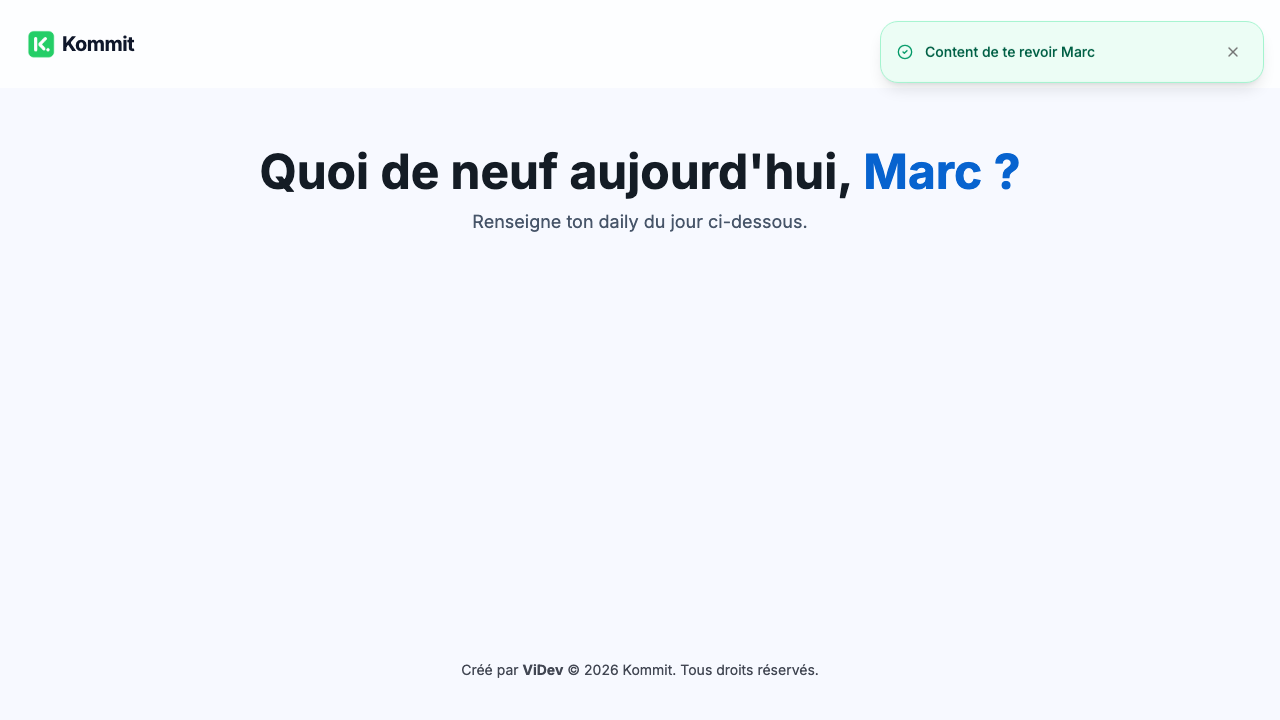 Kommit
Content de te revoir Marc
Quoi de neuf aujourd'hui, Marc ?
Renseigne ton daily du jour ci-dessous.
Créé par ViDev © 2026 Kommit. Tous droits réservés.